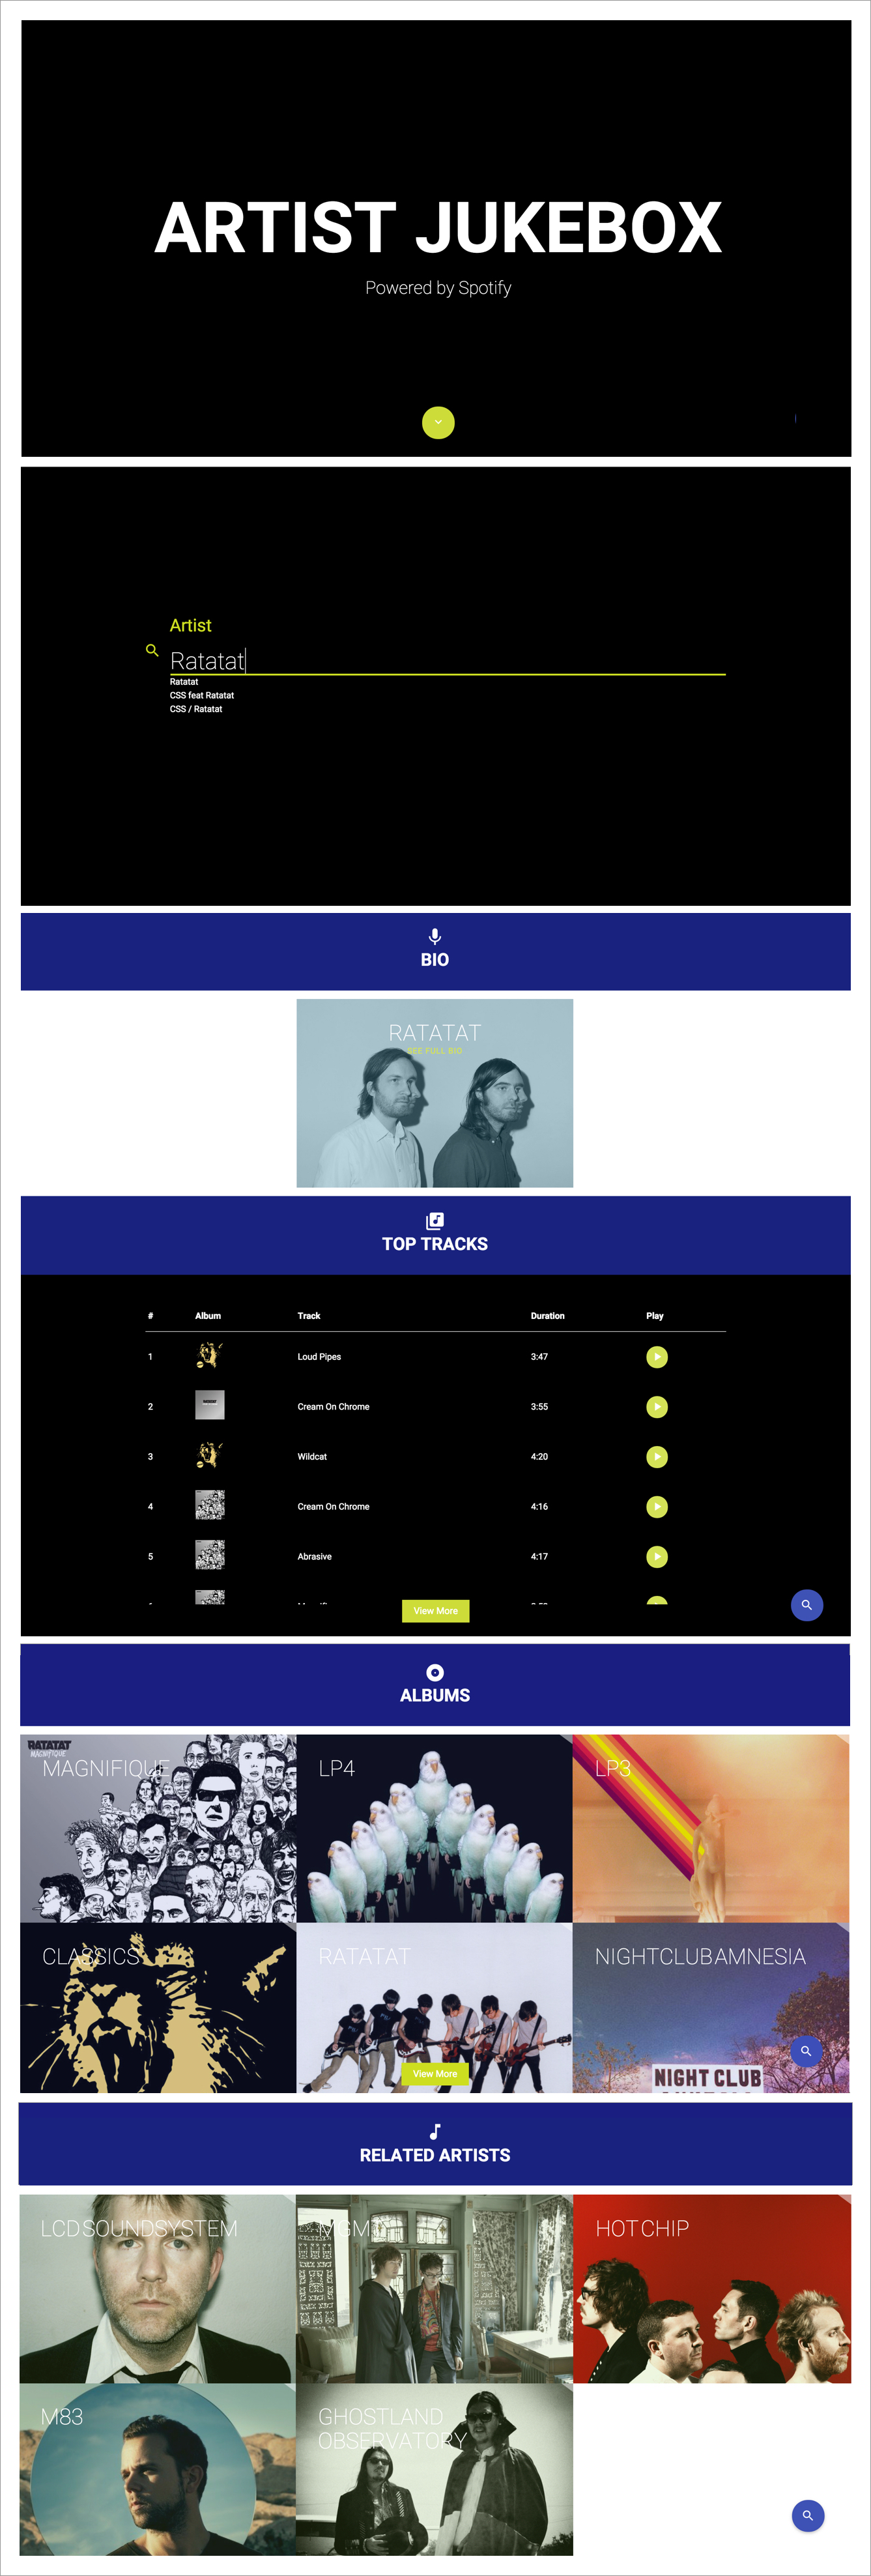 ARTIST JUKEBOX
Powered by Spotify
Artist
Ratatat
Ratatat
CSS feat Ratatat
CSS / Ratatat
BIO
RATATAT
SEE FULL BIO
TOP TRACKS
# Album Track Duration Play
1 Loud Pipes 3:47
2 Cream On Chrome 3:55
3 Wildcat 4:20
4 Cream On Chrome 4:16
5 Abrasive 4:17
View More
ALBUMS
RATATAT
MAGNIFIQUE
MAGNIFIQUE
LP4
LP3
CLASSICS
RATATAT
NIGHTCLUB AMNESIA
View More
NIGHT CLUB
RELATED ARTISTS
LCD SOUNDSYSTEM
MGMT
HOT CHIP
M83
GHOSTLAND
OBSERVATORY